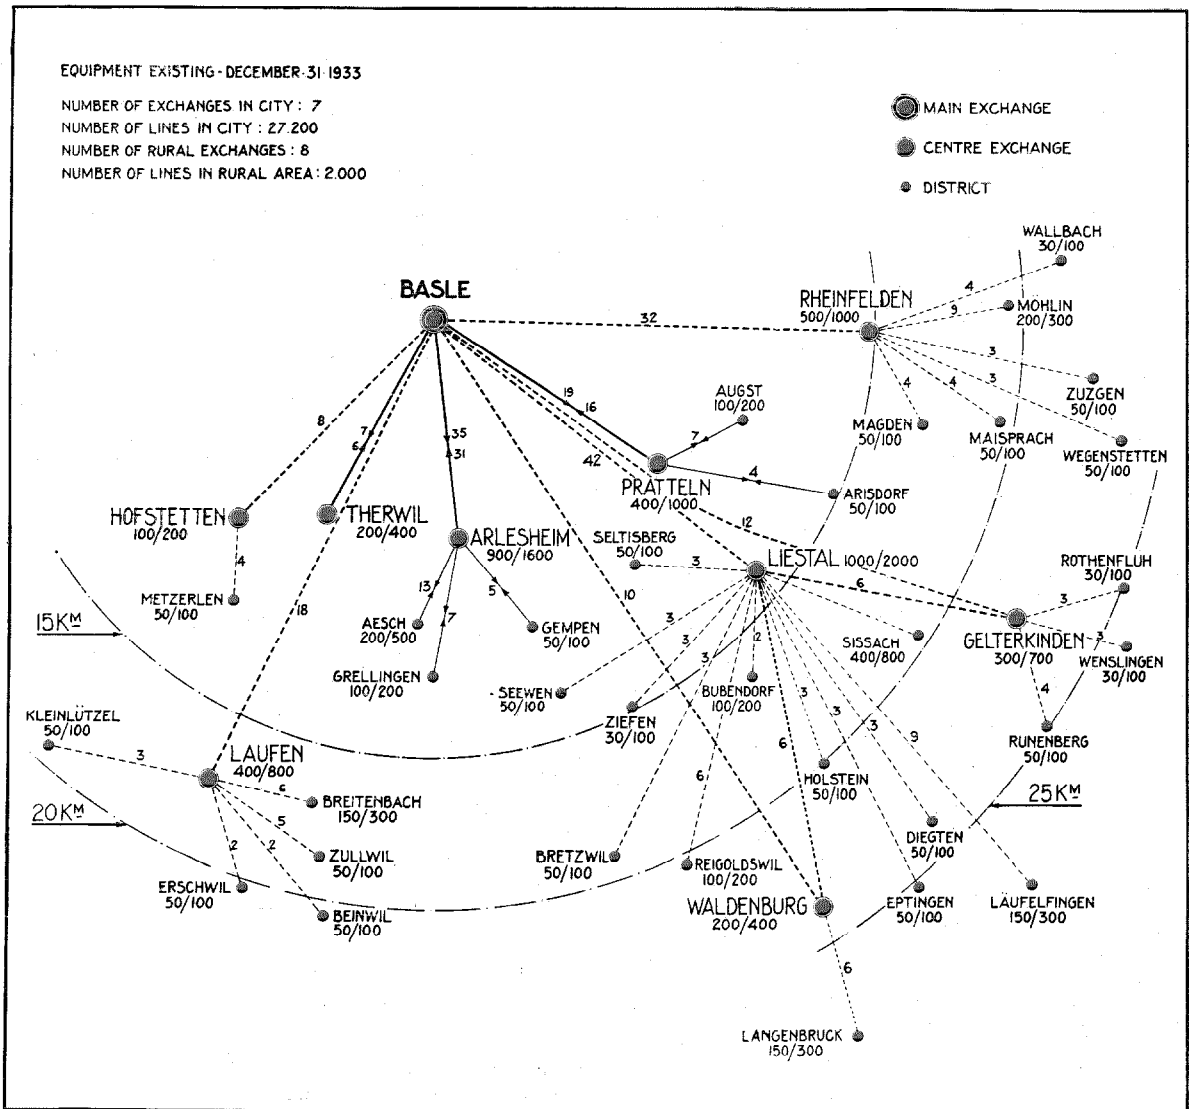 EQUIPMENT EXISTING - DECEMBER-31-1933
NUMBER OF EXCHANGES IN CITY : 7
NUMBER OF LINES IN CITY : 27.200
NUMBER OF RURAL EXCHANGES : 8
NUMBER OF LINES IN RURAL AREA : 2.000
MAIN EXCHANGE
CENTRE EXCHANGE
DISTRICT
WALLBACH
30/100
BASLE
RHEINFELDEN
500/1000
MÖHLIN
200/300
32
4
9
3
3
4
4
ZUZGEN
50/100
MAGDEN
50/100
MAISPRACH
50/100
WEGENSTETTEN
50/100
AUGST
100/200
19
16
7
4
8
7
6
35
31
42
PRATTELN
400/1000
ARISDORF
50/100
HOFSTETTEN
100/200
THERWIL
200/400
ARLESHEIM
900/1600
SELTISBERG
50/100
12
LIESTAL 1000/2000
ROTHENFLUH
30/100
4
METZERLEN
50/100
18
13
7
5
3
10
6
3
3
15KM
AESCH
200/500
GEMPEN
50/100
GRELLINGEN
100/200
SISSACH
400/800
GELTERKINDEN
300/700
WENSLINGEN
30/100
3
3
3
2
SEEWEN
50/100
ZIEFEN
30/100
BUBENDORF
100/200
3
3
3
9
4
RUNENBERG
50/100
KLEINLÜTZEL
50/100
3
LAUFEN
400/800
6
6
6
HOLSTEIN
50/100
BREITENBACH
150/300
5
2
2
20KM
25KM
ZULLWIL
50/100
ERSCHWIL
50/100
BEINWIL
50/100
BRETZWIL
50/100
REIGOLDSWIL
100/200
DIEGTEN
50/100
WALDENBURG
200/400
EPTINGEN
50/100
LÄUFELFINGEN
150/300
6
LANGENBRUCK
150/300